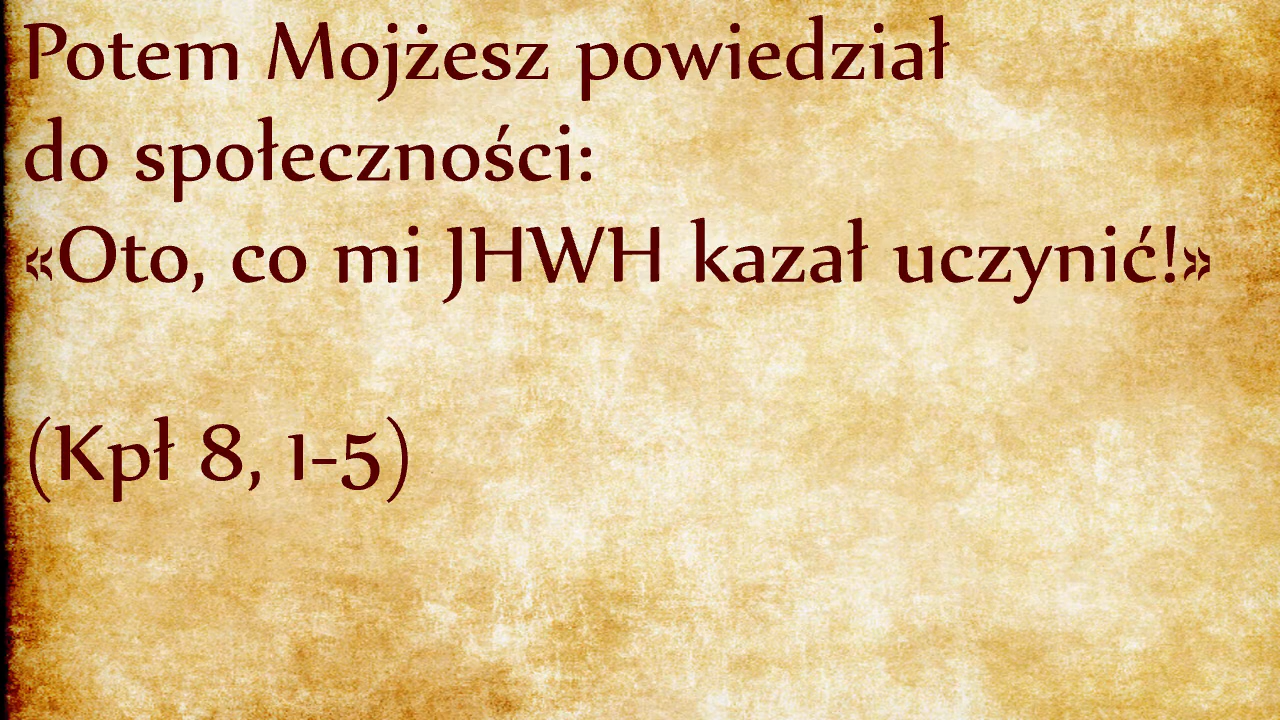 Potem Mojżesz powiedział
do społeczności:
«Oto, co mi JHWH kazał uczynić!»
(Kpł 8, 1-5)